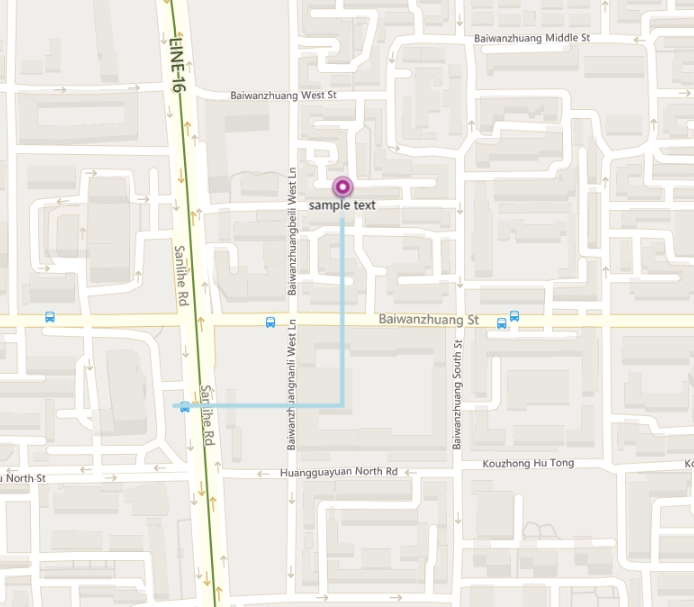 LINE 16
Baiwanzhuang Middle St
Baiwanzhuang West St
Baiwanzhuangbeili West Ln
sample text
Sanlihe Rd
Baiwanzhuang St
Baiwanzhuangnanli West Ln
Baiwanzhuang South St
Sanlihe Rd
Kouzhong Hu Tong
Huangguayuan North Rd
u North St
Ko